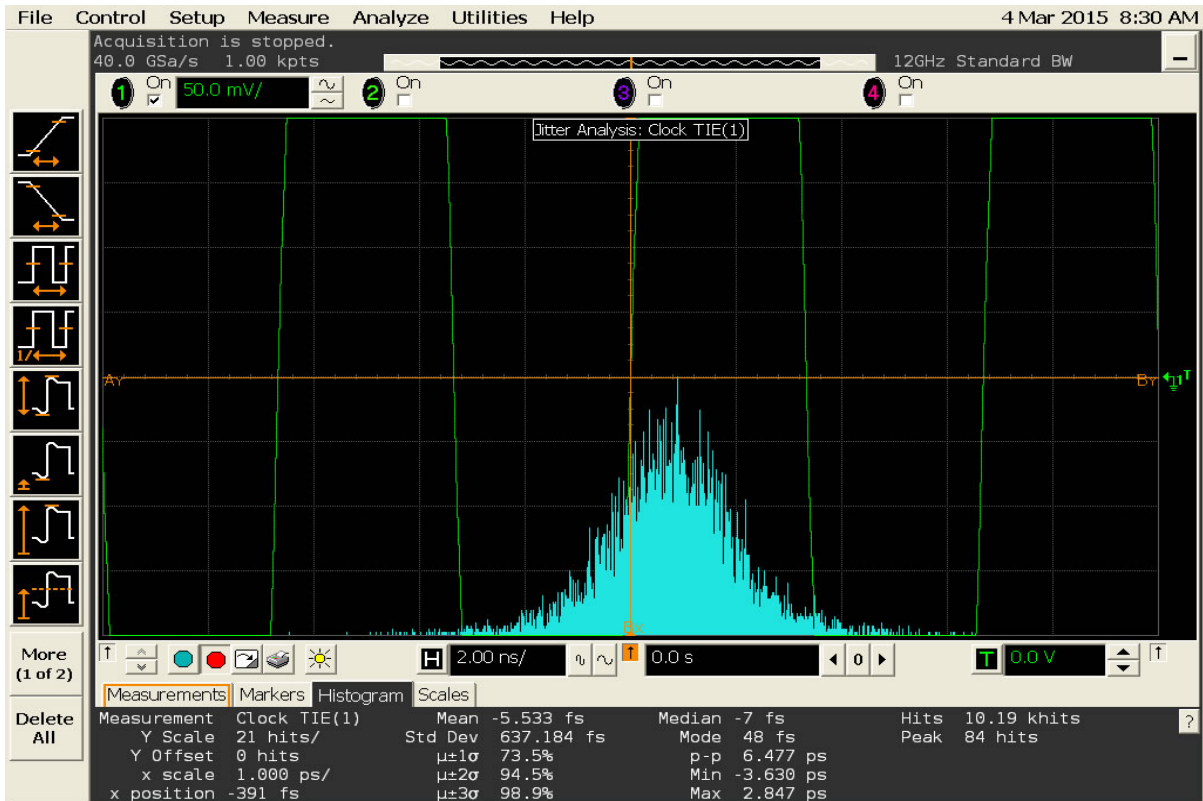 File Control Setup Measure Analyze Utilities Help 4 Mar 2015 8:30 AM
Acquisition is stopped.
40.0 GSa/s 1.00 kpts 12GHz Standard BW
1 On 50.0 mV/ 2 On 3 On 4 On
Jitter Analysis: Clock TIE(1)
1/
AY BY 1 T
BX
More
(1 of 2)
Delete
All
H 2.00 ns/ 0.0 s 0 T 0.0 V
Measurements Markers Histogram Scales
Measurement Clock TIE(1) Mean -5.533 fs Median -7 fs Hits 10.19 khits
Y Scale 21 hits/ Std Dev 637.184 fs Mode 48 fs Peak 84 hits
Y Offset 0 hits μ±1σ 73.5% p-p 6.477 ps
x scale 1.000 ps/ μ±2σ 94.5% Min -3.630 ps
x position -391 fs μ±3σ 98.9% Max 2.847 ps
?